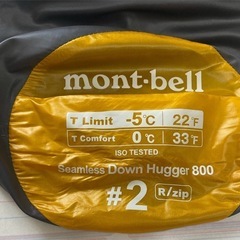 mont-bell
T Limit -5℃ 22°F
T Comfort 0℃ 33°F
ISO TESTED
Seamless Down Hugger 800
#2 R/zip